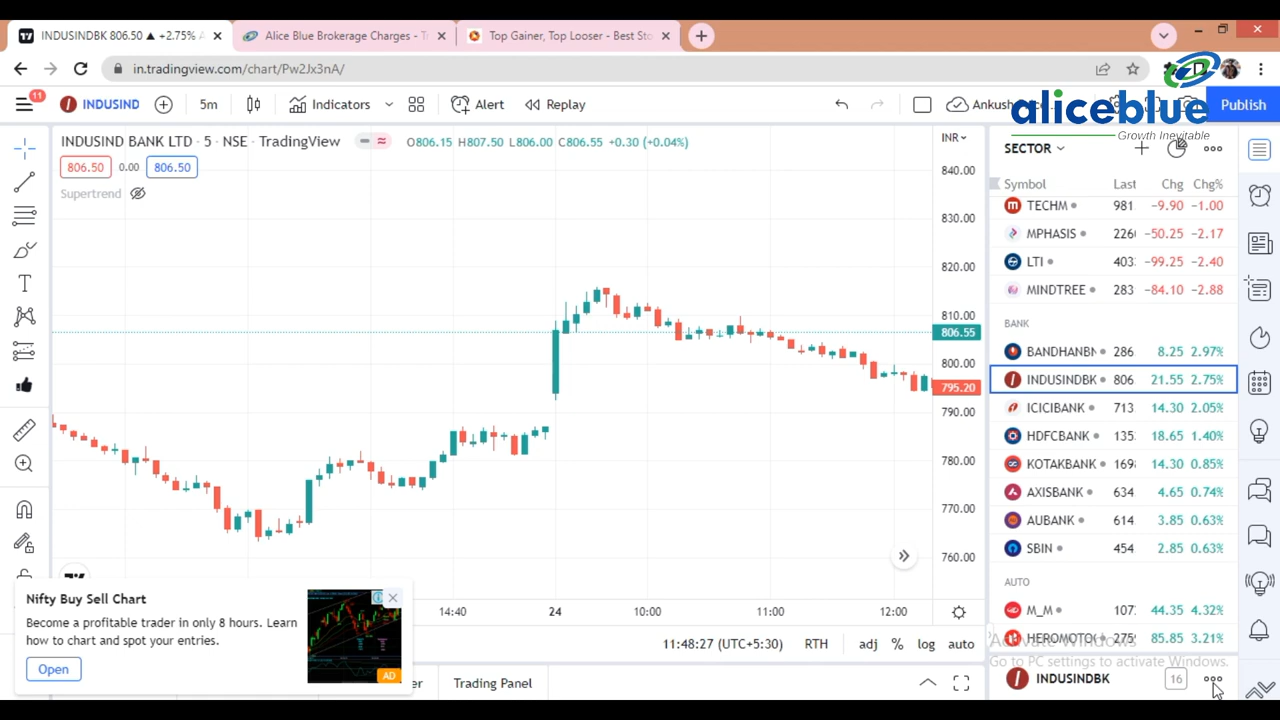 INDUSINDBK 806.50 ▲ +2.75% A
Alice Blue Brokerage Charges - Tr
Top Gainer, Top Looser - Best Sto
in.tradingview.com/chart/Pw2Jx3nA/
11
INDUSIND
5m
Indicators
Alert
Replay
Publish
aliceblue
Growth Inevitable
INDUSIND BANK LTD · 5 · NSE · TradingView
O806.15 H807.50 L806.00 C806.55 +0.30 (+0.04%)
806.50 0.00 806.50
Supertrend
INR
840.00
830.00
820.00
810.00
806.55
800.00
795.20
790.00
780.00
770.00
760.00
14:40 24 10:00 11:00 12:00
11:48:27 (UTC+5:30) RTH adj % log auto
Trading Panel
Nifty Buy Sell Chart
Become a profitable trader in only 8 hours. Learn
how to chart and spot your entries.
Open
AD
SECTOR
Symbol Last Chg Chg%
TECHM 981 −9.90 −1.00
MPHASIS 226 −50.25 −2.17
LTI 403 −99.25 −2.40
MINDTREE 283 −84.10 −2.88
BANK
BANDHANBN 286 8.25 2.97%
INDUSINDBK 806 21.55 2.75%
ICICIBANK 713 14.30 2.05%
HDFCBANK 135 18.65 1.40%
KOTAKBANK 169 14.30 0.85%
AXISBANK 634 4.65 0.74%
AUBANK 614 3.85 0.63%
SBIN 454 2.85 0.63%
AUTO
M_M 107 44.35 4.32%
HEROMOTO 275 85.85 3.21%
Activate Windows
Go to PC settings to activate Windows.
INDUSINDBK 16